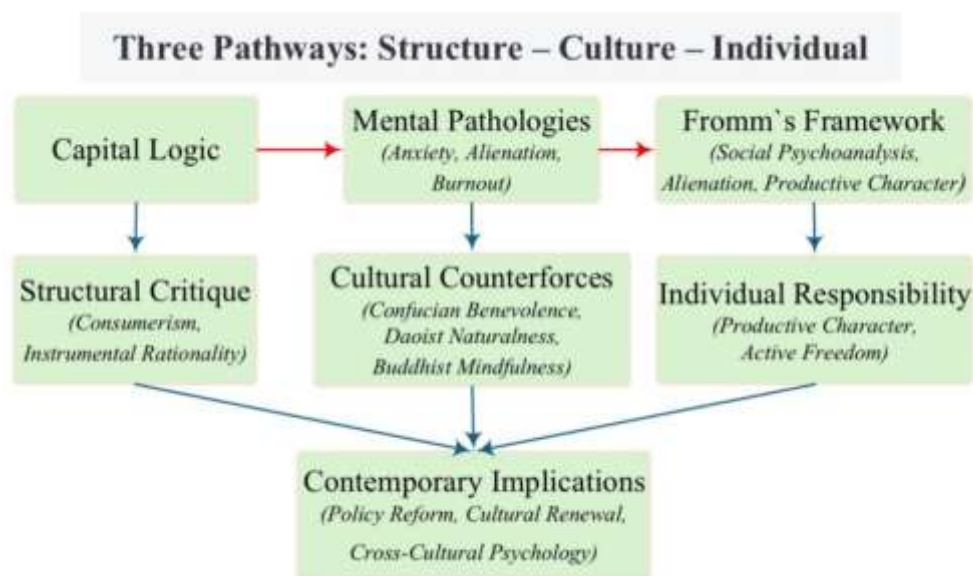 Three Pathways: Structure – Culture – Individual
Capital Logic
Mental Pathologies
(Anxiety, Alienation,
Burnout)
Fromm`s Framework
(Social Psychoanalysis,
Alienation, Productive Character)
Structural Critique
(Consumerism,
Instrumental Rationality)
Cultural Counterforces
(Confucian Benevolence,
Daoist Naturalness,
Buddhist Mindfulness)
Individual Responsibility
(Productive Character,
Active Freedom)
Contemporary Implications
(Policy Reform, Cultural Renewal,
Cross-Cultural Psychology)